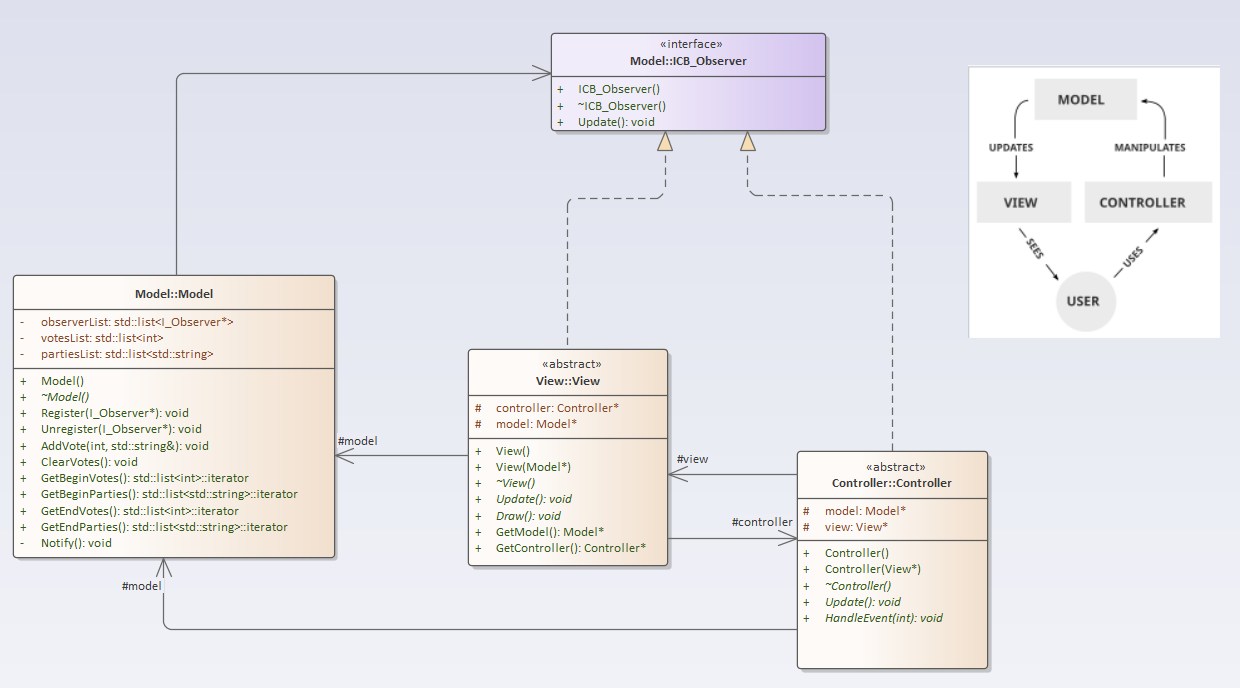 «interface»
Model::ICB_Observer
+ ICB_Observer()
+ ~ICB_Observer()
+ Update(): void
MODEL
UPDATES
MANIPULATES
VIEW
CONTROLLER
SEES
USES
USER
Model::Model
- observerList: std::list<I_Observer*>
- votesList: std::list<int>
- partiesList: std::list<std::string>
+ Model()
+ ~Model()
+ Register(I_Observer*): void
+ Unregister(I_Observer*): void
+ AddVote(int, std::string&): void
+ ClearVotes(): void
+ GetBeginVotes(): std::list<int>::iterator
+ GetBeginParties(): std::list<std::string>::iterator
+ GetEndVotes(): std::list<int>::iterator
+ GetEndParties(): std::list<std::string>::iterator
- Notify(): void
#model
«abstract»
View::View
# controller: Controller*
# model: Model*
+ View()
+ View(Model*)
+ ~View()
+ Update(): void
+ Draw(): void
+ GetModel(): Model*
+ GetController(): Controller*
#view
#controller
«abstract»
Controller::Controller
# model: Model*
# view: View*
+ Controller()
+ Controller(View*)
+ ~Controller()
+ Update(): void
+ HandleEvent(int): void
#model